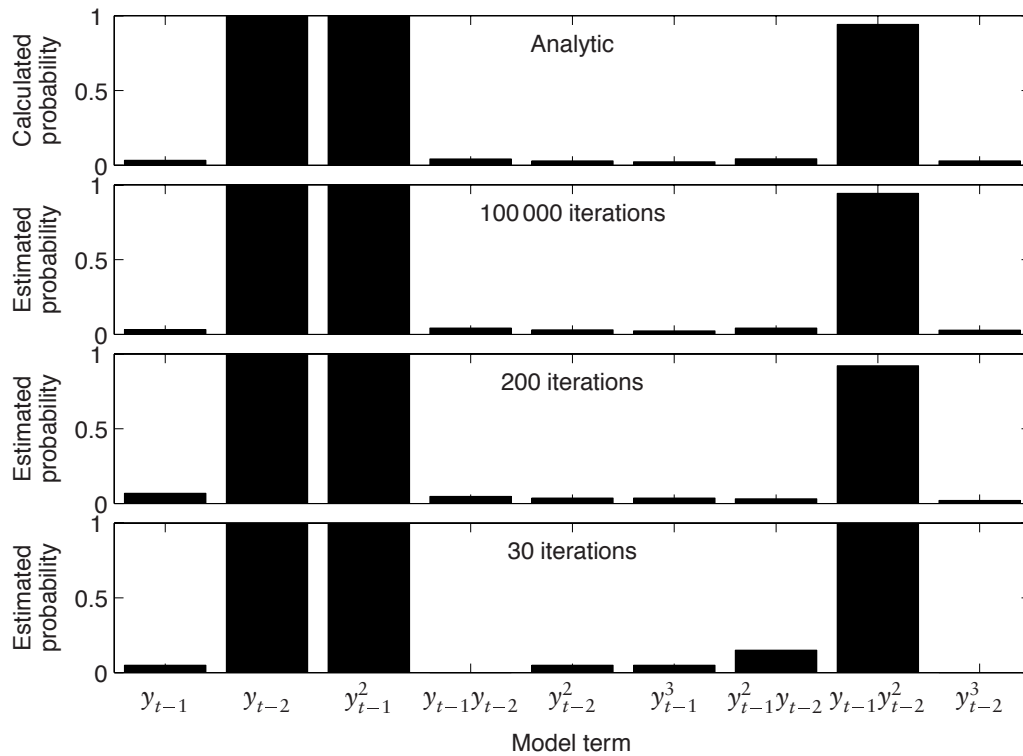 Calculated
probability
1
0.5
0
Analytic
Estimated
probability
1
0.5
0
100 000 iterations
Estimated
probability
1
0.5
0
200 iterations
Estimated
probability
1
0.5
0
30 iterations
y_{t−1} y_{t−2} y_{t−1}^2 y_{t−1}y_{t−2} y_{t−2}^2 y_{t−1}^3 y_{t−1}^2y_{t−2} y_{t−1}y_{t−2}^2 y_{t−2}^3
Model term